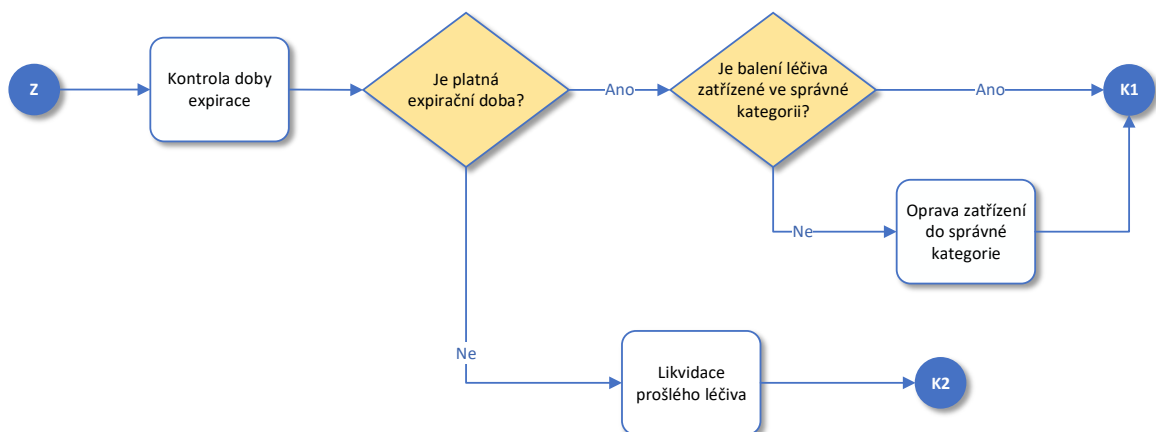 Z
Kontrola doby
expirace
Je platná
expirační doba?
Ano
Je balení léčiva
zatřízené ve správné
kategorii?
Ano
K1
Ne
Oprava zatřízení
do správné
kategorie
Ne
Likvidace
prošlého léčiva
K2